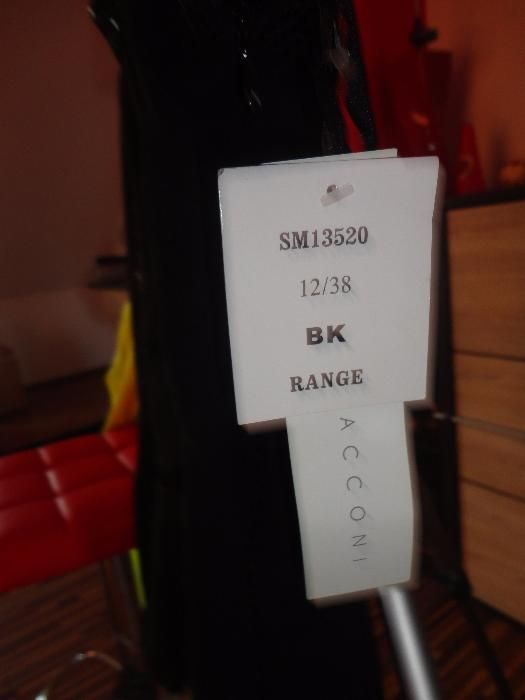 SM13520
12/38
BK
RANGE
ACCONI